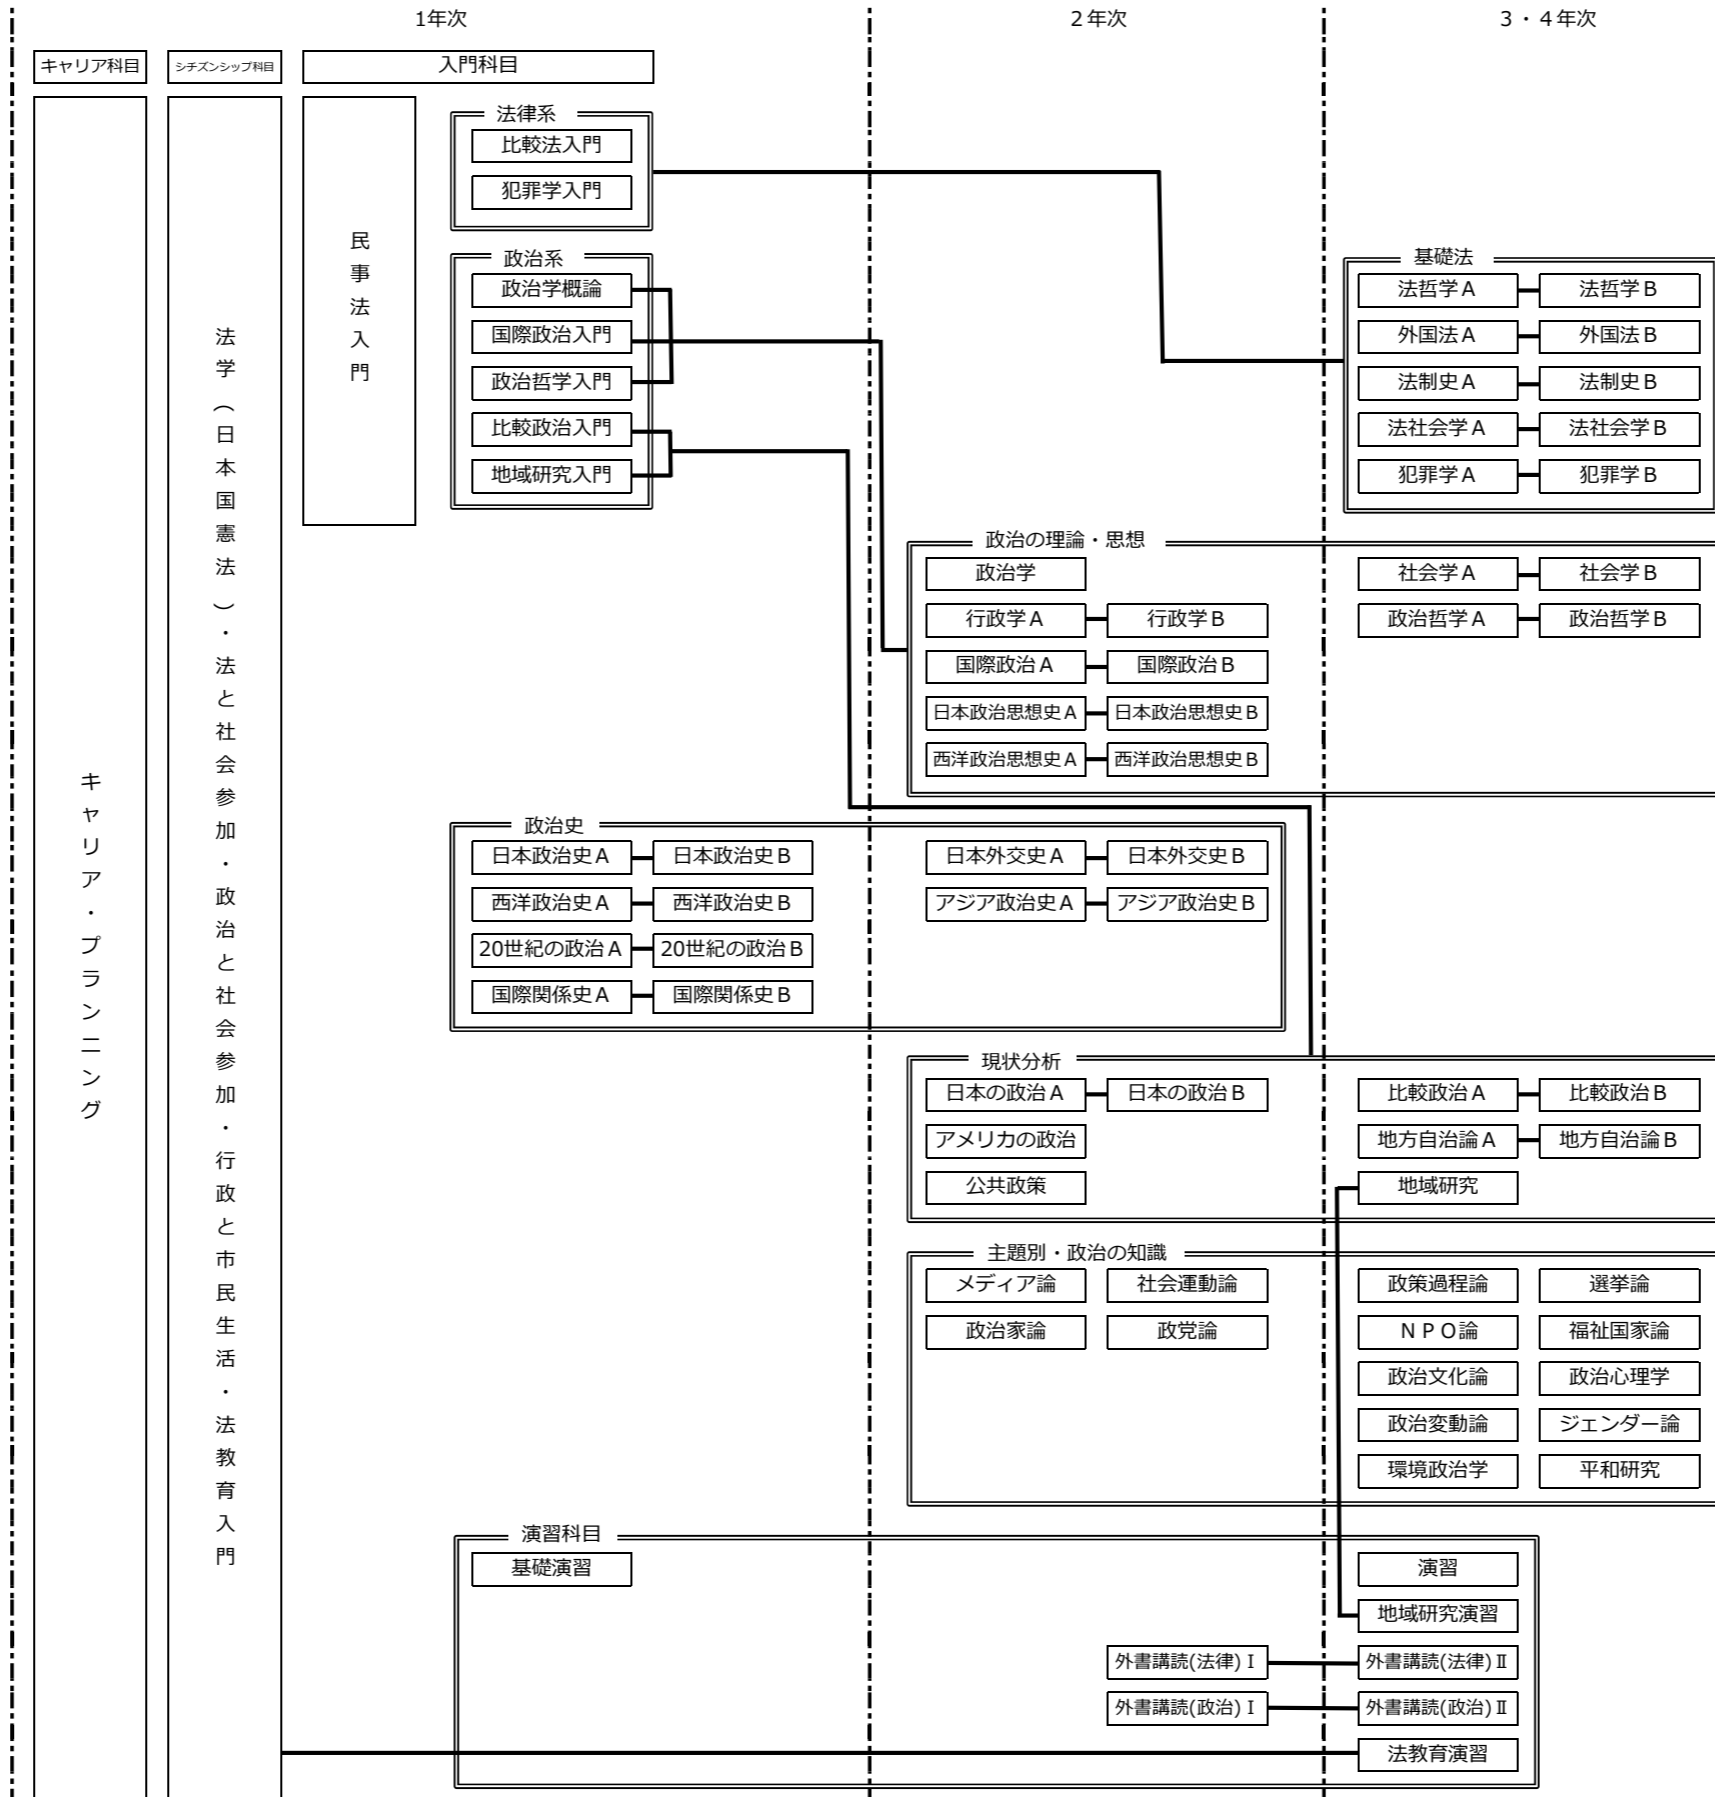 1年次
２年次
３・４年次
キャリア科目
シチズンシップ科目
入門科目
キャリア・プランニング
法学（日本国憲法）・法と社会参加・政治と社会参加・行政と市民生活・法教育入門
民事法入門
法律系
比較法入門
犯罪学入門
政治系
政治学概論
国際政治入門
政治哲学入門
比較政治入門
地域研究入門
基礎法
法哲学Ａ
法哲学Ｂ
外国法Ａ
外国法Ｂ
法制史Ａ
法制史Ｂ
法社会学Ａ
法社会学Ｂ
犯罪学Ａ
犯罪学Ｂ
政治の理論・思想
政治学
社会学Ａ
社会学Ｂ
行政学Ａ
行政学Ｂ
政治哲学Ａ
政治哲学Ｂ
国際政治Ａ
国際政治Ｂ
日本政治思想史Ａ
日本政治思想史Ｂ
西洋政治思想史Ａ
西洋政治思想史Ｂ
政治史
日本政治史Ａ
日本政治史Ｂ
日本外交史Ａ
日本外交史Ｂ
西洋政治史Ａ
西洋政治史Ｂ
アジア政治史Ａ
アジア政治史Ｂ
20世紀の政治Ａ
20世紀の政治Ｂ
国際関係史Ａ
国際関係史Ｂ
現状分析
日本の政治Ａ
日本の政治Ｂ
比較政治Ａ
比較政治Ｂ
アメリカの政治
地方自治論Ａ
地方自治論Ｂ
公共政策
地域研究
主題別・政治の知識
メディア論
社会運動論
政策過程論
選挙論
政治家論
政党論
ＮＰＯ論
福祉国家論
政治文化論
政治心理学
政治変動論
ジェンダー論
環境政治学
平和研究
演習科目
基礎演習
演習
地域研究演習
外書講読(法律)Ⅰ
外書講読(法律)Ⅱ
外書講読(政治)Ⅰ
外書講読(政治)Ⅱ
法教育演習